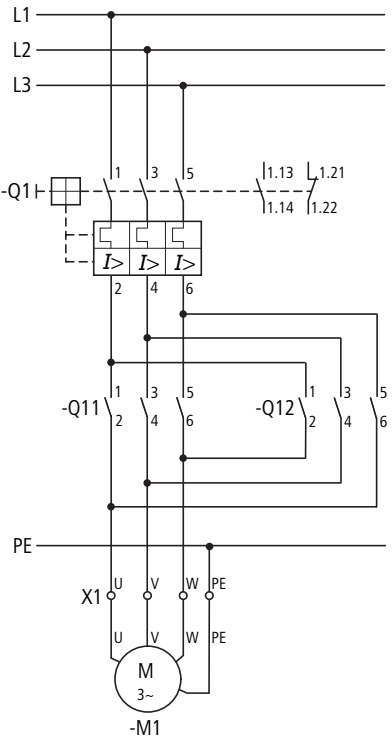 L1
L2
L3
1 3 5 1.13 1.21
-Q1
1.14 1.22
I> I> I>
2 4 6
1 3 5 1 3 5
-Q11 -Q12
2 4 6 2 4 6
PE
U V W PE
X1
U V W PE
M
3~
-M1